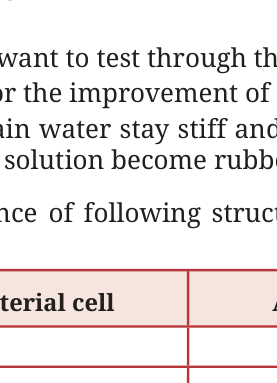 want to test through th
or the improvement of
ain water stay stiff and
solution become rubbe
nce of following struct
terial cell